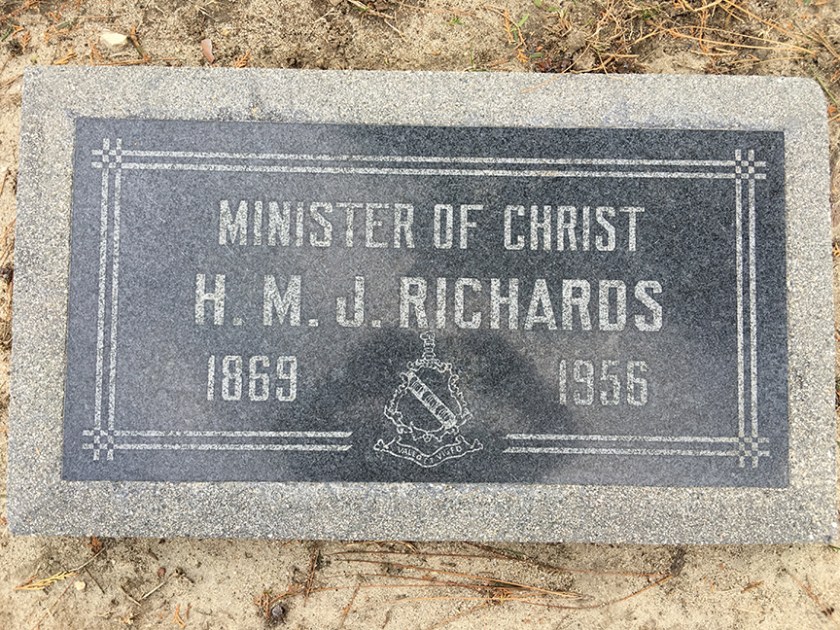 MINISTER OF CHRIST
H. M. J. RICHARDS
1869 1956